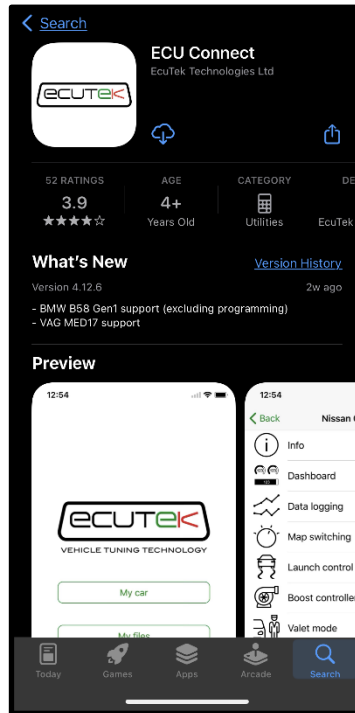 Search
ECU Connect
EcuTek Technologies Ltd
ecutek
52 RATINGS
AGE
CATEGORY
DE
3.9
4+
★★★★☆
Years Old
Utilities
EcuTek
What's New
Version History
Version 4.12.6
2w ago
- BMW B58 Gen1 support (excluding programming)
- VAG MED17 support
Preview
12:54
ecutek
VEHICLE TUNING TECHNOLOGY
My car
My files
12:54
Back
Nissan
Info
Dashboard
Data logging
Map switching
Launch control
Boost controller
Valet mode
Today
Games
Apps
Arcade
Search